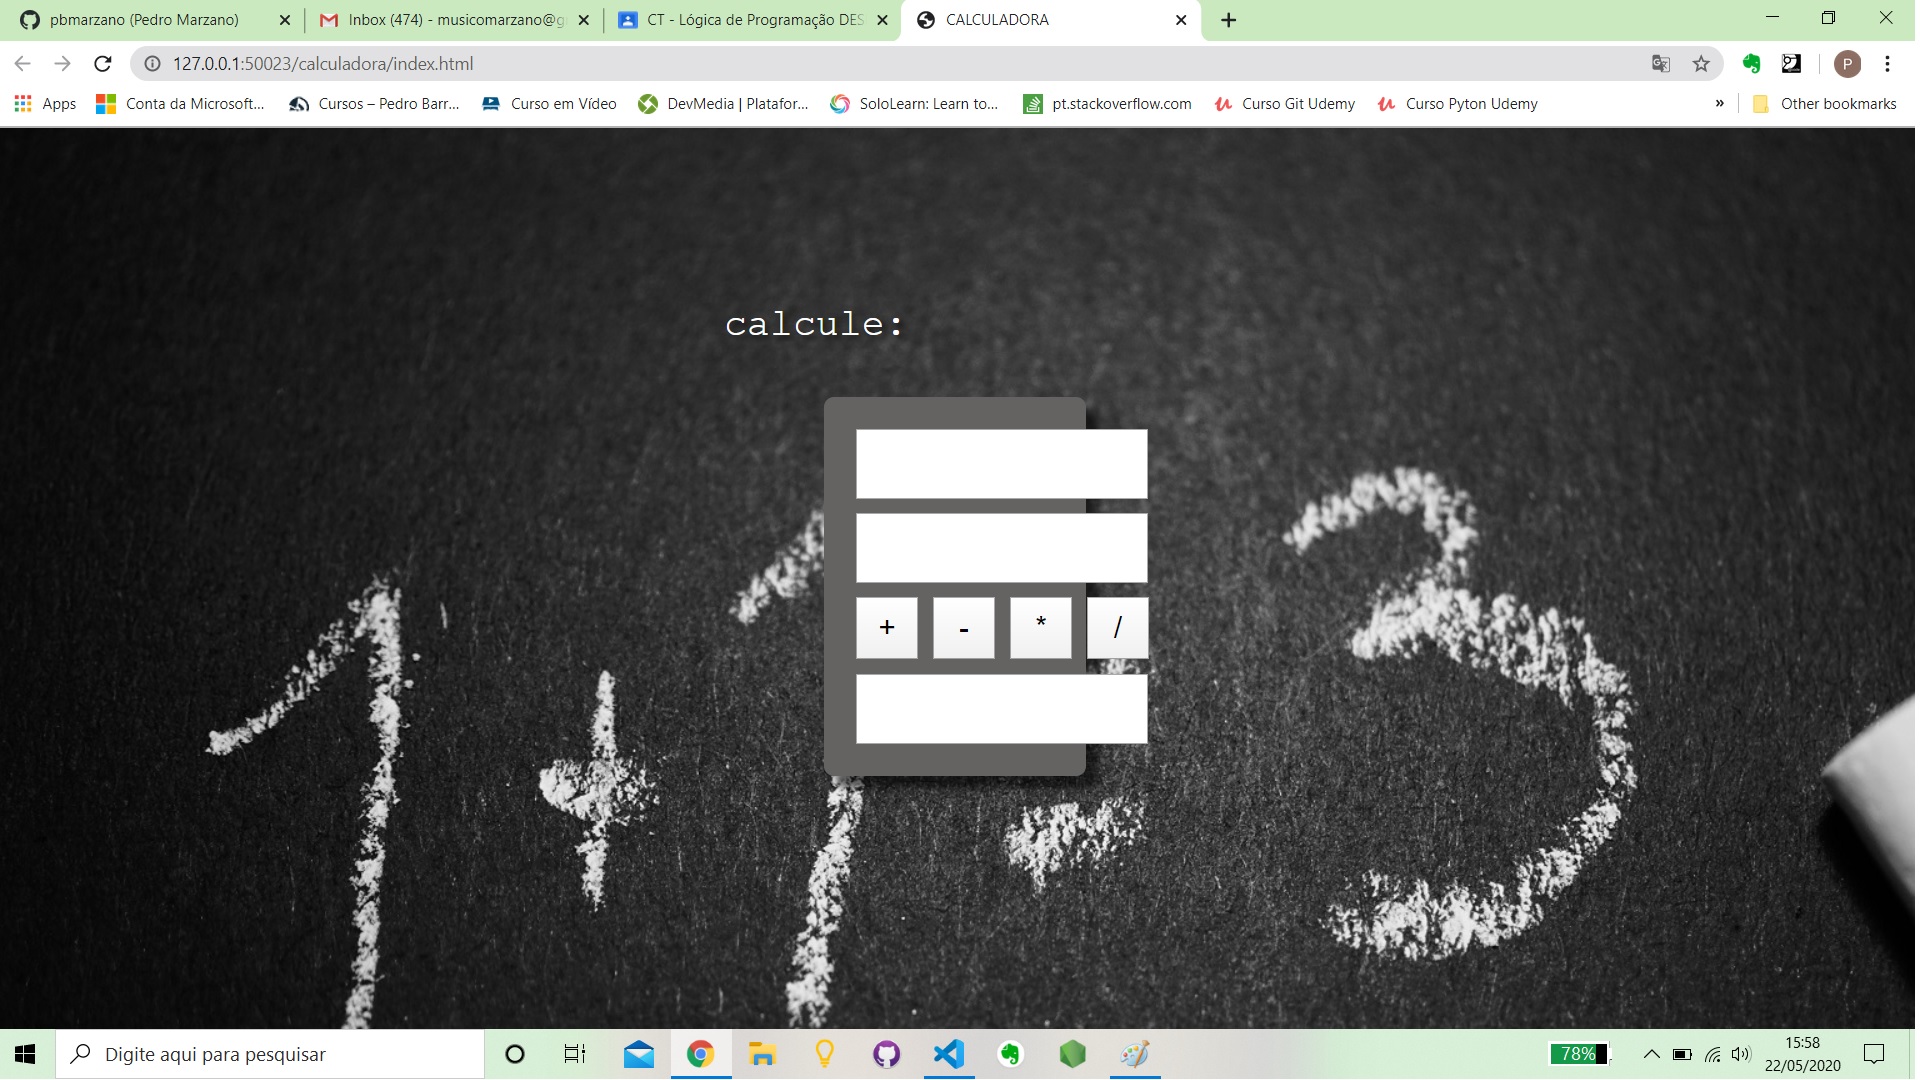 pbmarzano (Pedro Marzano)
Inbox (474) - musicomarzano@g
CT - Lógica de Programação DES
CALCULADORA
127.0.0.1:50023/calculadora/index.html
P
Apps
Conta da Microsoft...
Cursos – Pedro Barr...
Curso em Vídeo
DevMedia | Platafor...
SoloLearn: Learn to...
pt.stackoverflow.com
Curso Git Udemy
Curso Pyton Udemy
»
Other bookmarks
calcule:
+ - * /
1 + 1 - 3
Digite aqui para pesquisar
78%
15:58
22/05/2020